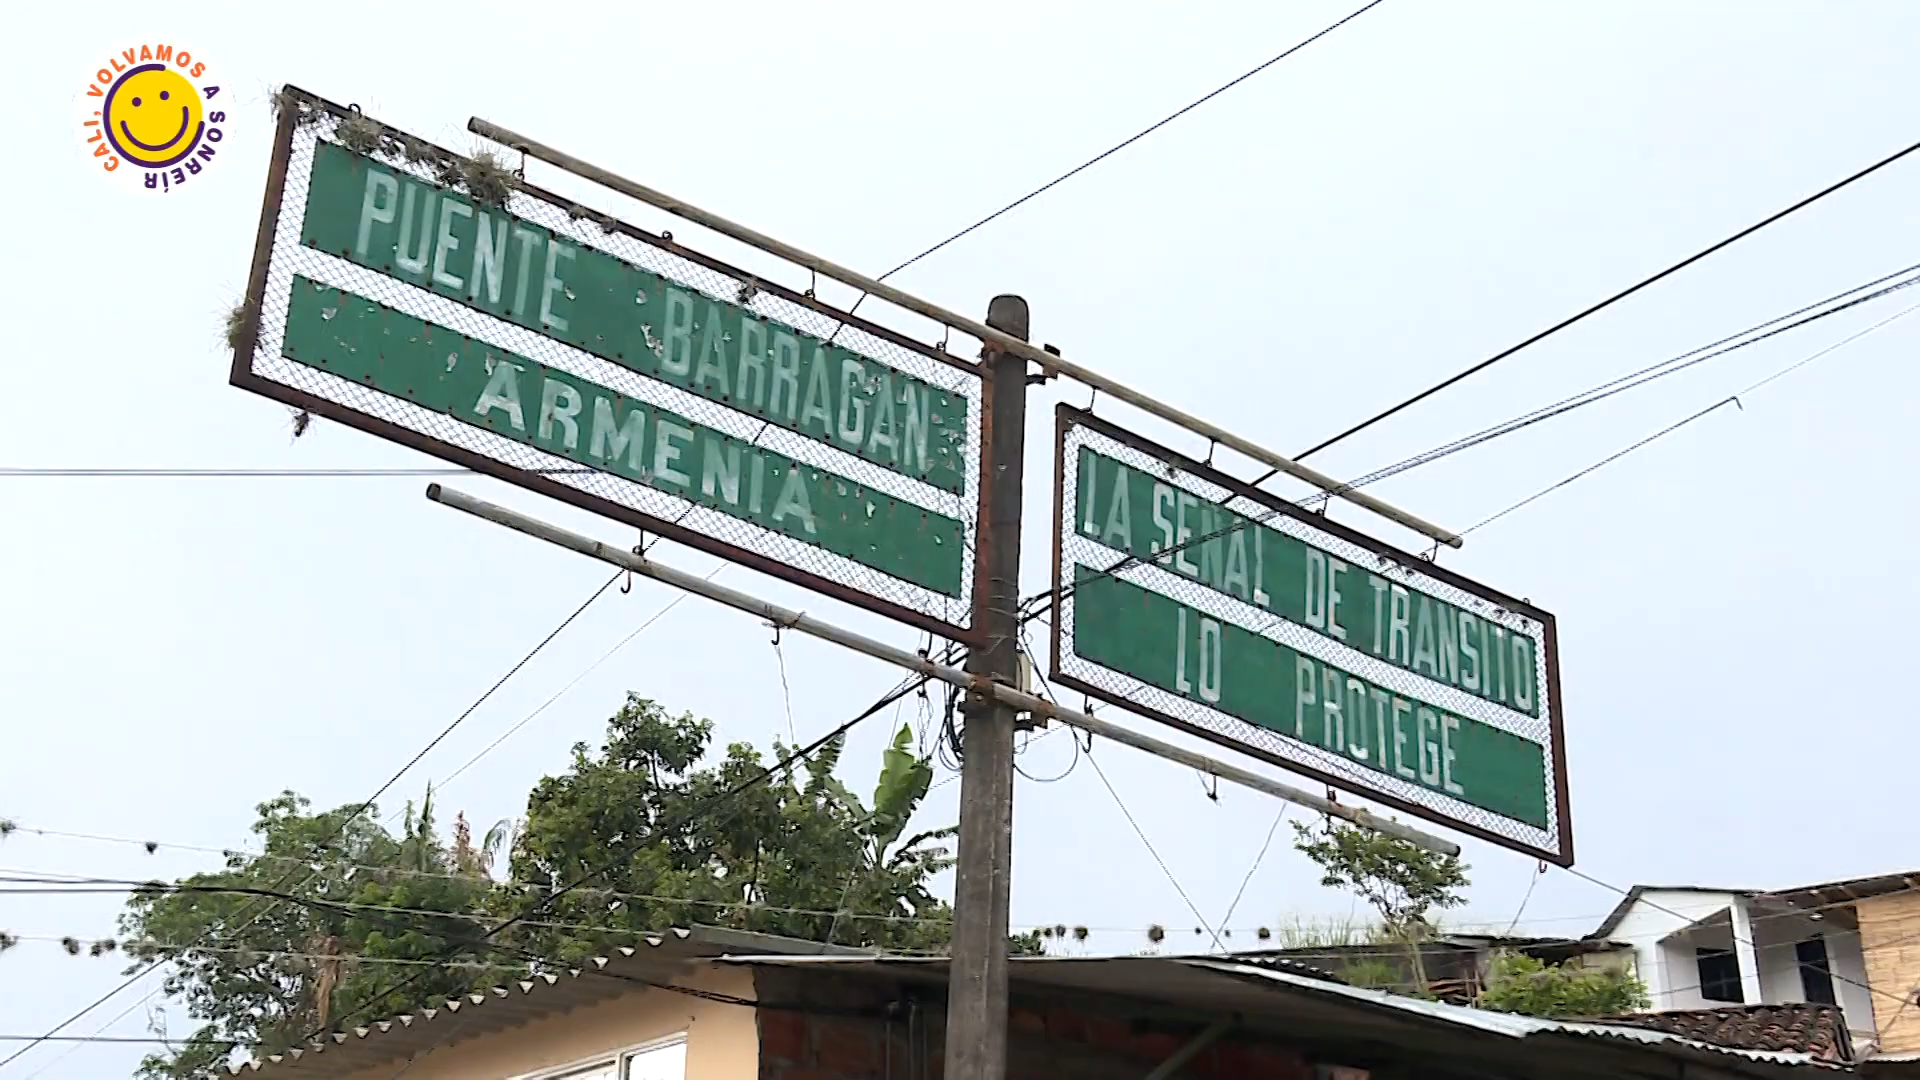 CALI, VOLVAMOS A SONREÍR
PUENTE BARRAGAN
ARMENIA
LA SEÑAL DE TRANSITO
LO PROTEGE